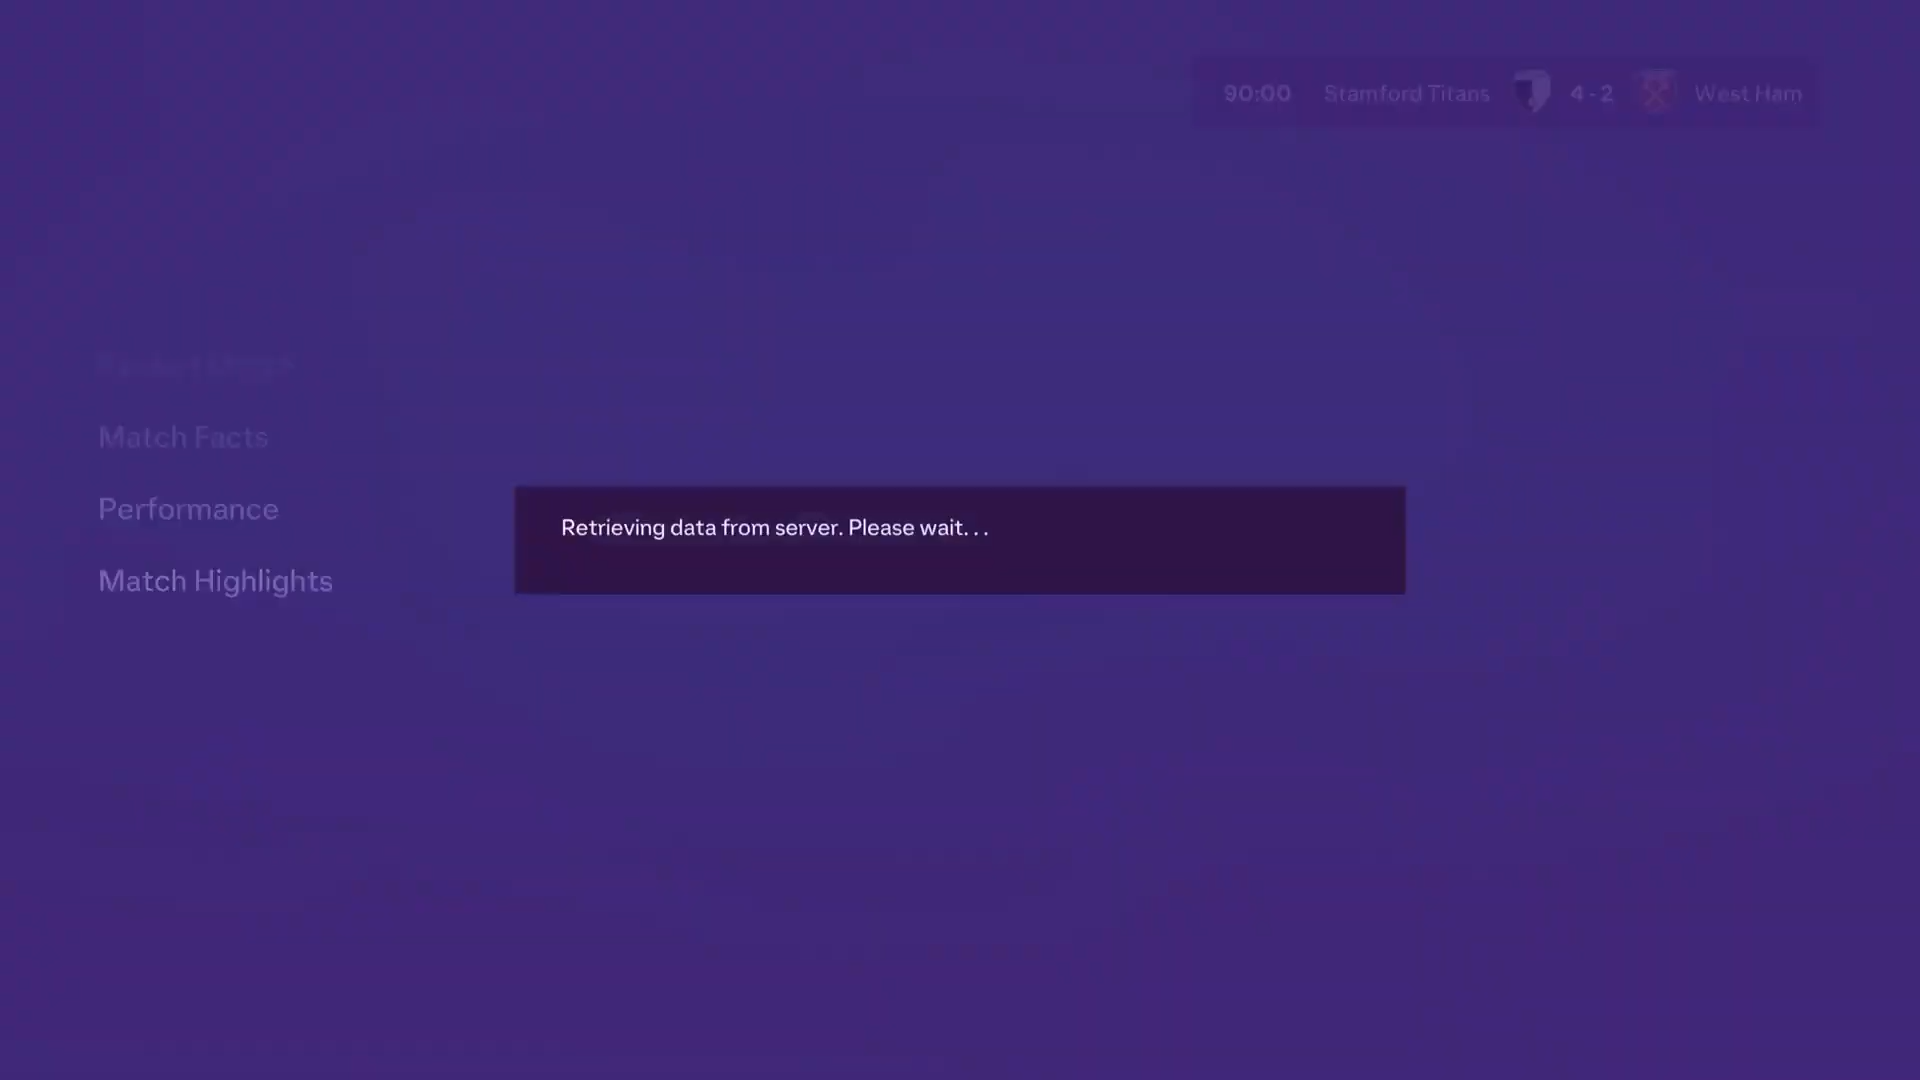 90:00 Stamford Titans 4 - 2 West Ham
Match Facts
Performance
Retrieving data from server. Please wait. . .
Match Highlights